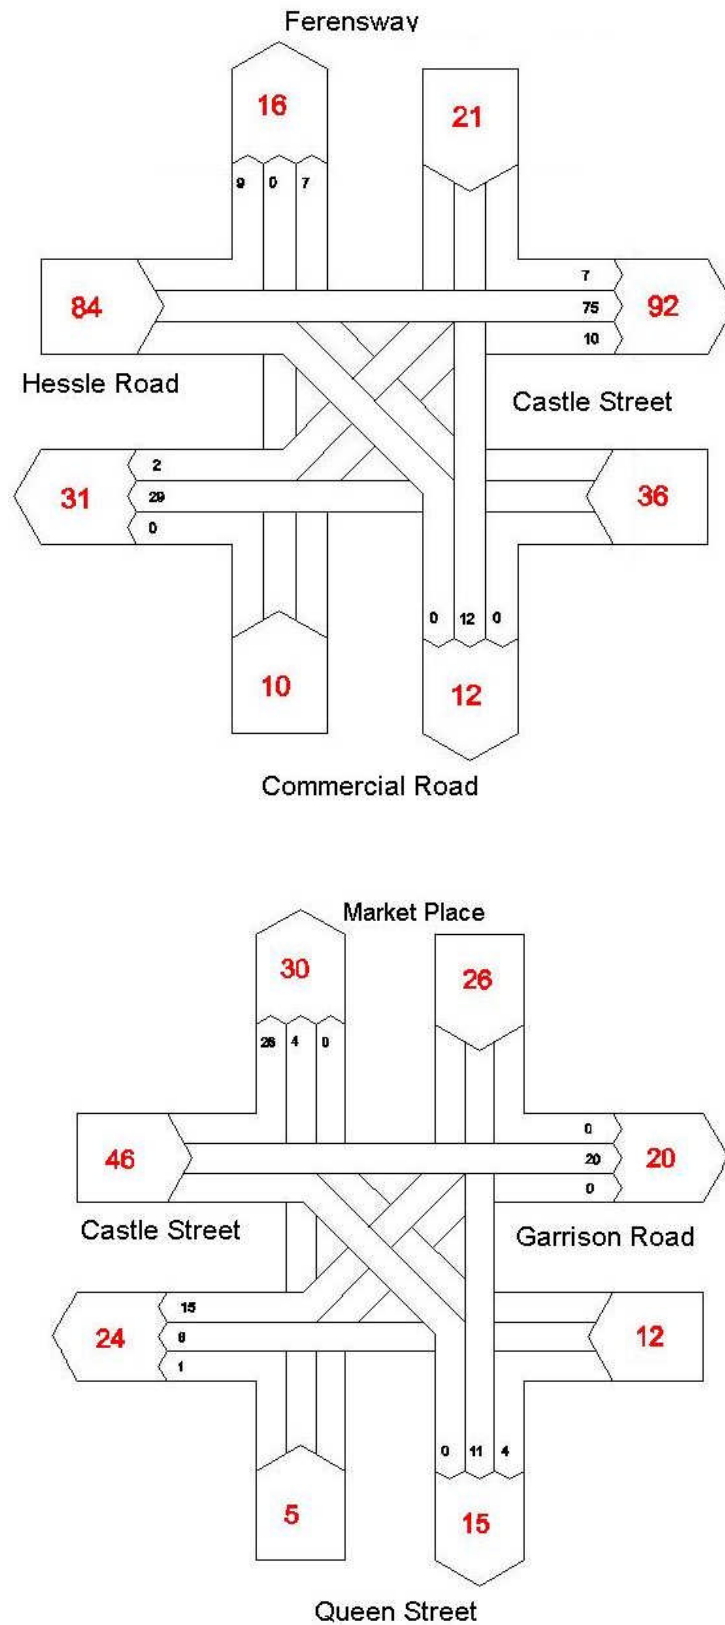 Ferensway
16
21
9 0 7
7
84
75
92
10
Hessle Road
Castle Street
2
31
29
36
0
0 12 0
10
12
Commercial Road
Market Place
30
26
26 4 0
0
46
20
20
0
Castle Street
Garrison Road
15
24
8
12
1
0 11 4
5
15
Queen Street